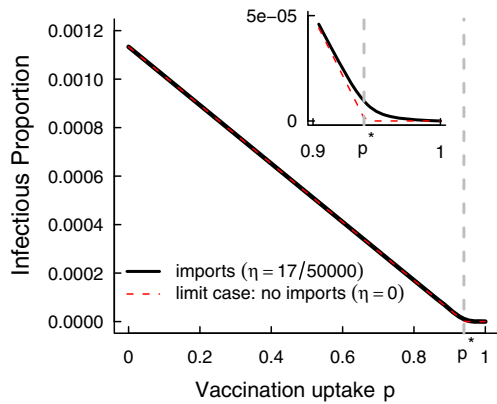 5e−05
0
0.9
p*
1
0.0012
0.0010
0.0008
0.0006
0.0004
0.0002
0.0000
Infectious Proportion
imports (η = 17/50000)
limit case: no imports (η = 0)
0 0.2 0.4 0.6 0.8 p* 1
Vaccination uptake p